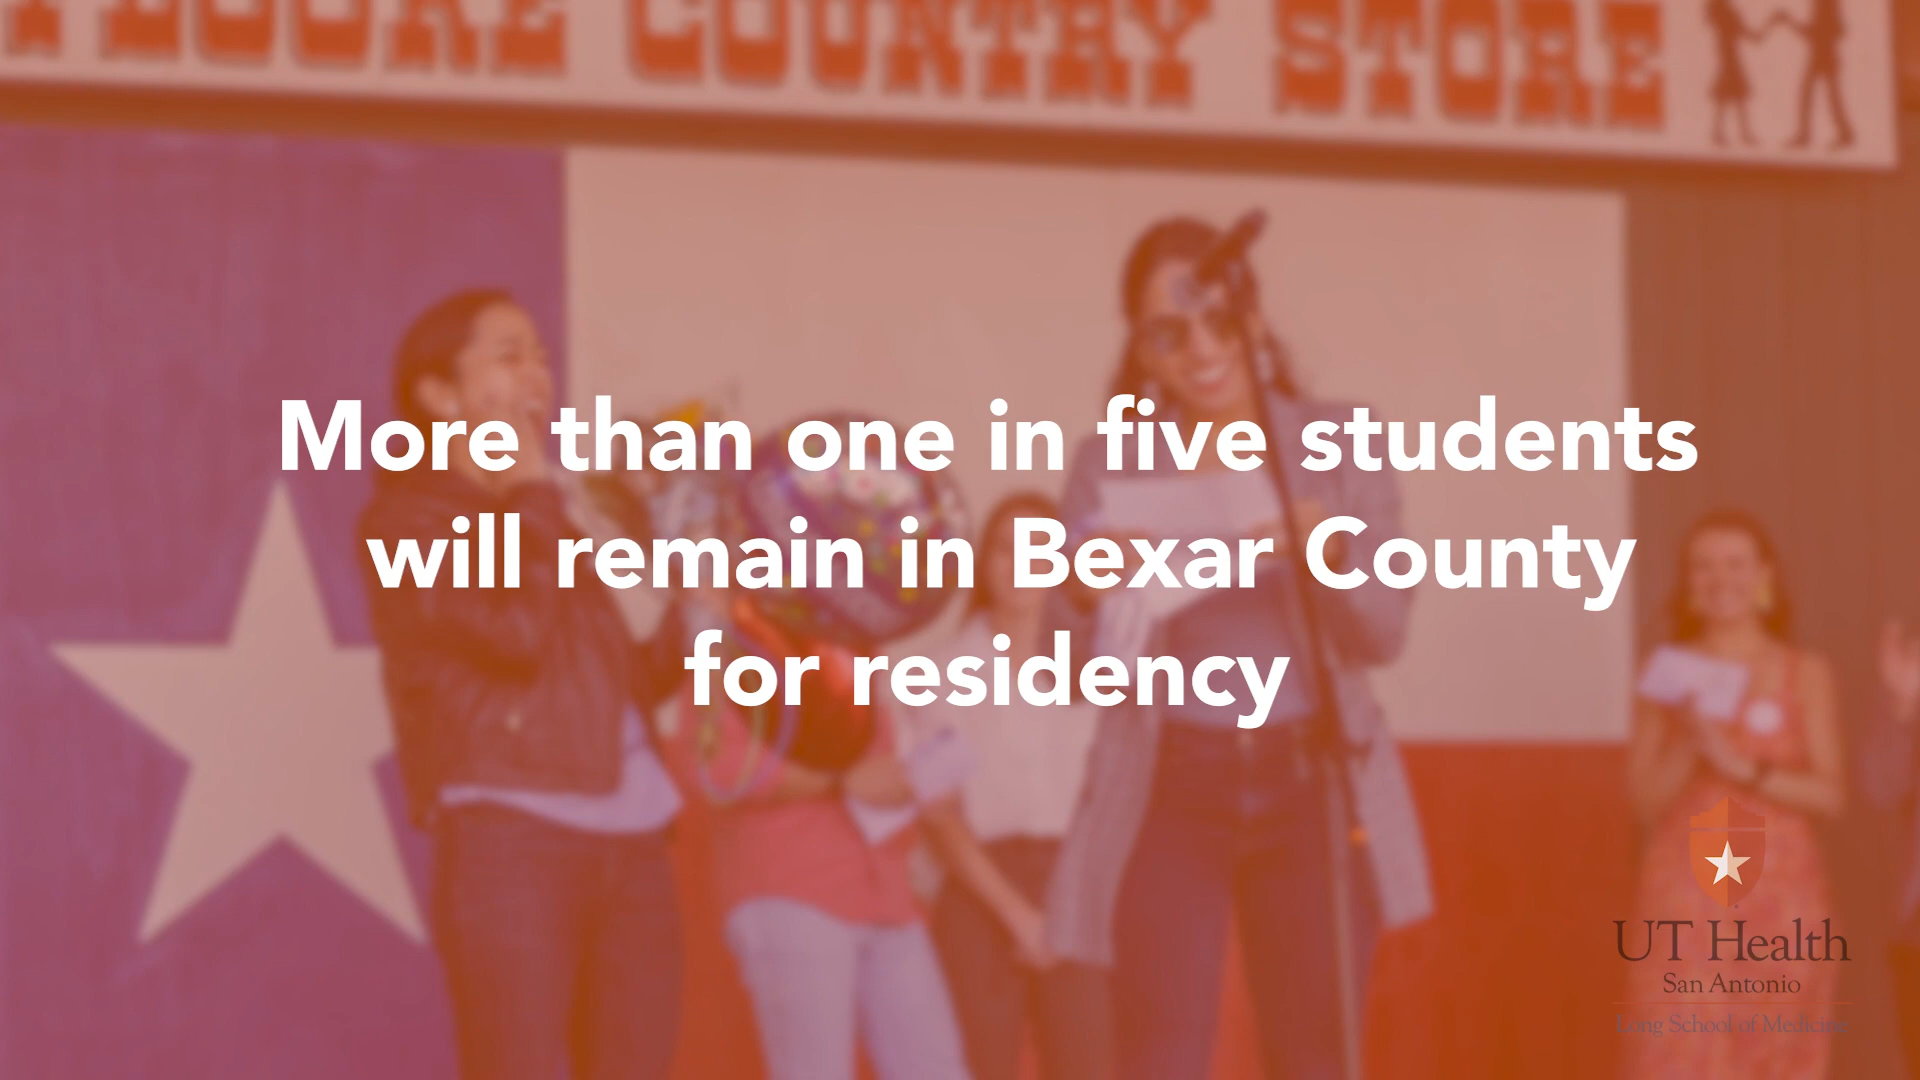 FLOORE COUNTRY STORE
More than one in five students
will remain in Bexar County
for residency
UT Health
San Antonio
Long School of Medicine